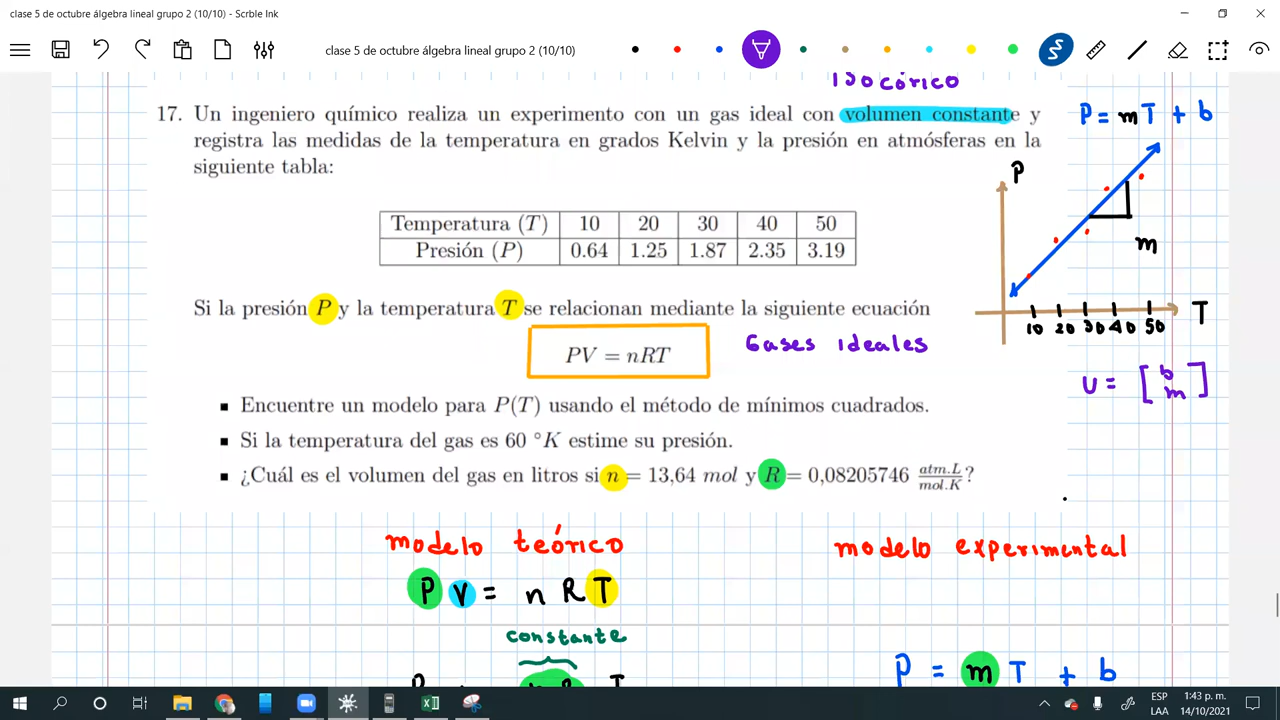 clase 5 de octubre álgebra lineal grupo 2 (10/10) - Scrble Ink
clase 5 de octubre álgebra lineal grupo 2 (10/10)
isocórico
17. Un ingeniero químico realiza un experimento con un gas ideal con volumen constante y
registra las medidas de la temperatura en grados Kelvin y la presión en atmósferas en la
siguiente tabla:
P = mT + b
P
m
10 20 30 40 50
T
Temperatura (T) 10 20 30 40 50
Presión (P) 0.64 1.25 1.87 2.35 3.19
Si la presión P y la temperatura T se relacionan mediante la siguiente ecuación
PV = nRT
Gases ideales
U = [b m]
▪ Encuentre un modelo para P(T) usando el método de mínimos cuadrados.
▪ Si la temperatura del gas es 60 °K estime su presión.
▪ ¿Cuál es el volumen del gas en litros si n = 13,64 mol y R = 0,08205746 atm.L/mol.K?
modelo teórico
modelo experimental
P V = n R T
constante
P = m T + b
ESP
LAA
1:43 p. m.
14/10/2021